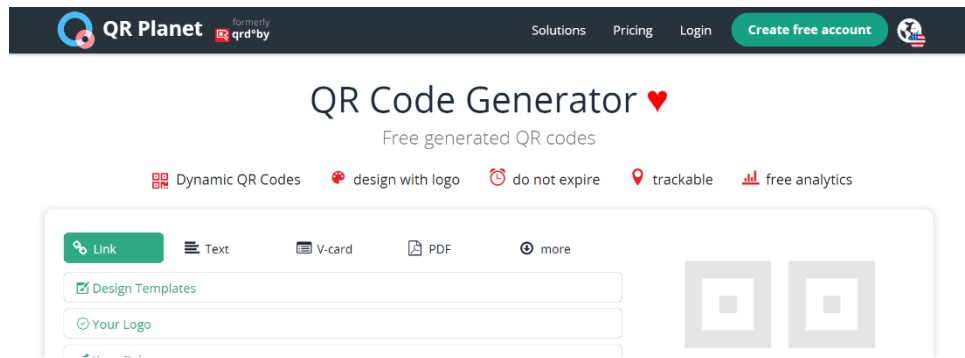 QR Planet formerly qrd°by Solutions Pricing Login Create free account
QR Code Generator ♥
Free generated QR codes
Dynamic QR Codes design with logo do not expire trackable free analytics
Link Text V-card PDF more
Design Templates
Your Logo